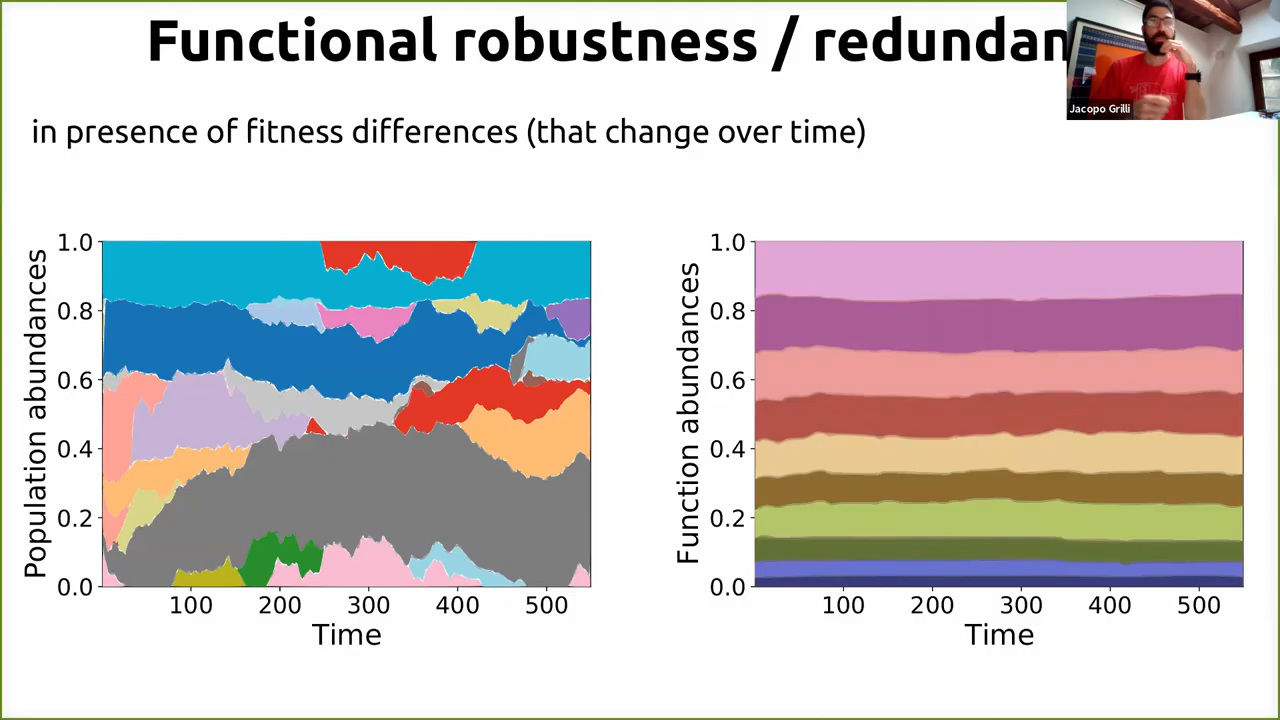 Functional robustness / redundan
Jacopo Grilli
in presence of fitness differences (that change over time)
Population abundances
1.0
0.8
0.6
0.4
0.2
0.0
100 200 300 400 500
Time
Function abundances
1.0
0.8
0.6
0.4
0.2
0.0
100 200 300 400 500
Time